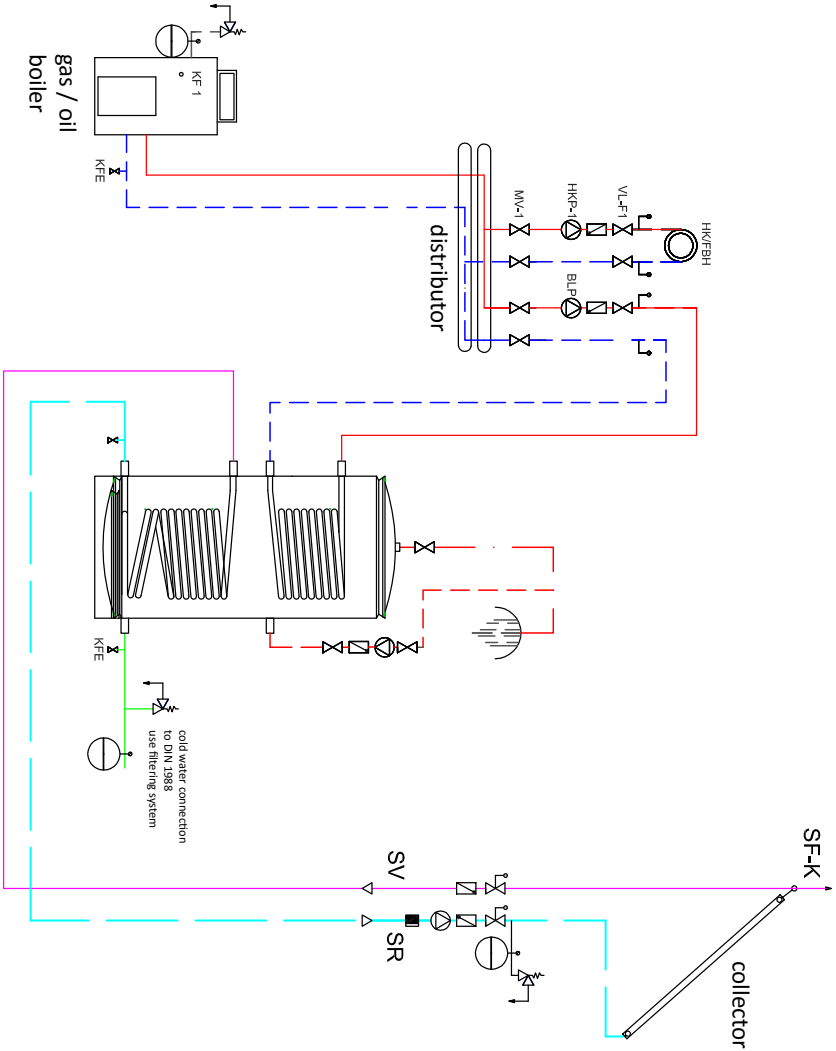 gas / oil
boiler
KF 1
KFE
distributor
MV-1
HKP-1
VL-F1
HK/FBH
BLP
KFE
cold water connection
to DIN 1988
use filtering system
SV
SR
SF-K
collector